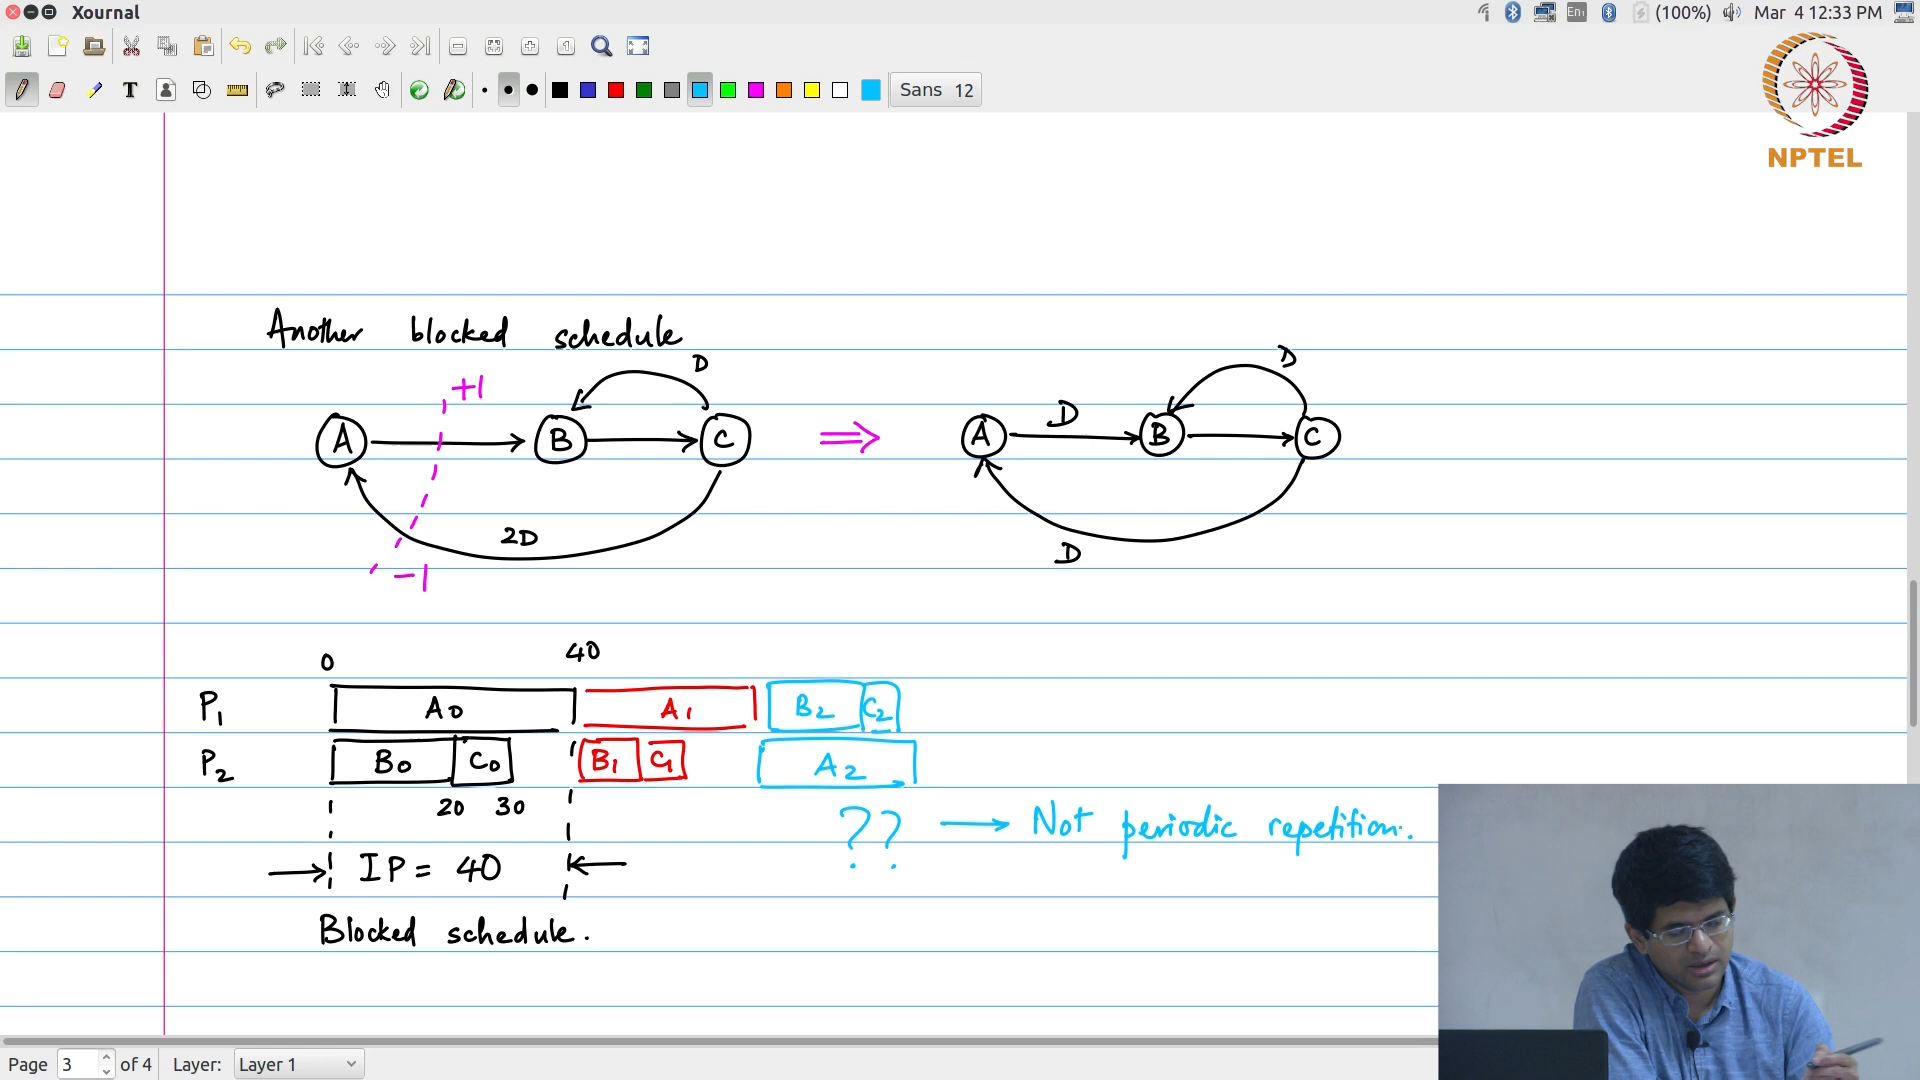 Xournal
En1
(100%)
Mar 4 12:33 PM
T
Sans 12
NPTEL
Another blocked schedule
D
+1
A
B
C
2D
-1
⇒
D
D
A
B
C
D
0
40
P1
A0
A1
B2
C2
P2
B0
C0
B1
C1
A2
20
30
?? → Not periodic repetition.
IP = 40
Blocked schedule.
Page 3 of 4
Layer: Layer 1